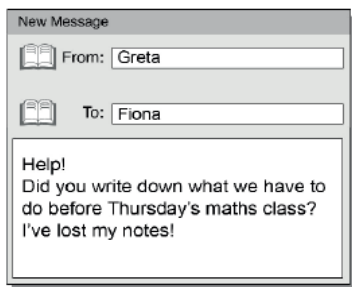 New Message
From: Greta
To: Fiona
Help!
Did you write down what we have to
do before Thursday's maths class?
I've lost my notes!